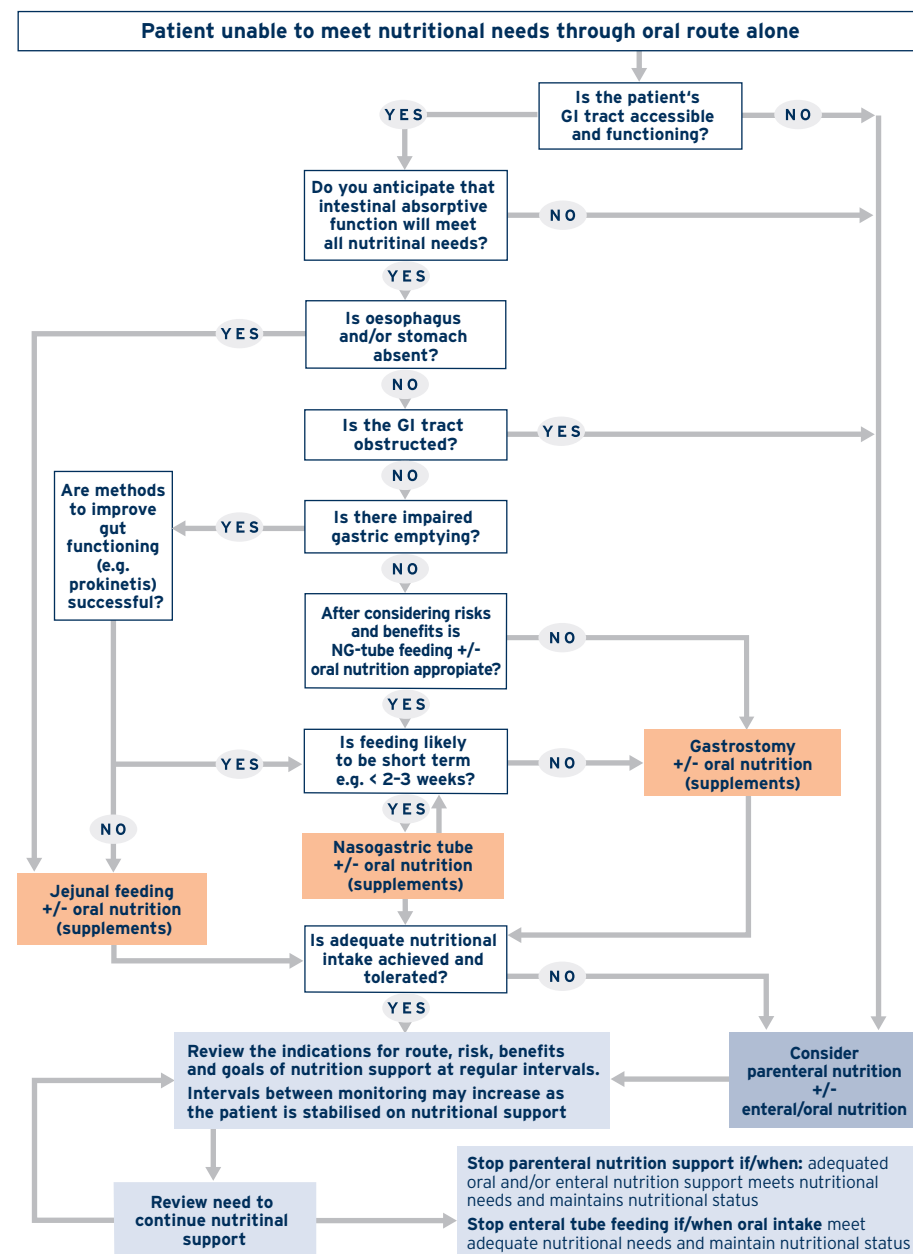 Patient unable to meet nutritional needs through oral route alone
Is the patient‘s
GI tract accessible
and functioning?
YES
NO
Do you anticipate that
intestinal absorptive
function will meet
all nutritinal needs?
NO
YES
Is oesophagus
and/or stomach
absent?
YES
NO
Is the GI tract
obstructed?
YES
NO
Are methods
to improve
gut
functioning
(e.g.
prokinetis)
successful?
YES
Is there impaired
gastric emptying?
NO
After considering risks
and benefits is
NG-tube feeding +/-
oral nutrition appropiate?
NO
YES
YES
Is feeding likely
to be short term
e.g. < 2–3 weeks?
NO
Gastrostomy
+/- oral nutrition
(supplements)
YES
NO
Nasogastric tube
+/- oral nutrition
(supplements)
Jejunal feeding
+/- oral nutrition
(supplements)
Is adequate nutritional
intake achieved and
tolerated?
NO
YES
Review the indications for route, risk, benefits
and goals of nutrition support at regular intervals.
Intervals between monitoring may increase as
the patient is stabilised on nutritional support
Consider
parenteral nutrition
+/-
enteral/oral nutrition
Review need to
continue nutritinal
support
Stop parenteral nutrition support if/when: adequated
oral and/or enteral nutrition support meets nutritional
needs and maintains nutritional status
Stop enteral tube feeding if/when oral intake meet
adequate nutritional needs and maintain nutritional status